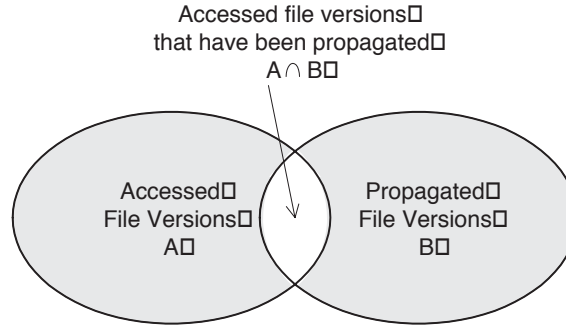 Accessed file versions□
that have been propagated□
A ∩ B□
Accessed□
File Versions□
A□
Propagated□
File Versions□
B□